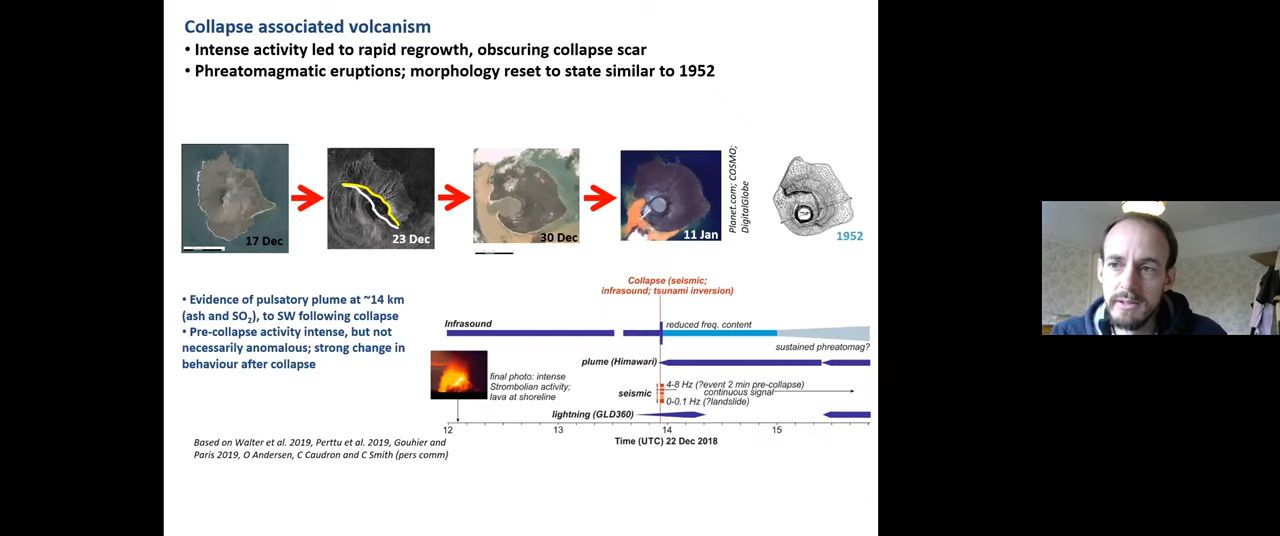 Collapse associated volcanism
• Intense activity led to rapid regrowth, obscuring collapse scar
• Phreatomagmatic eruptions; morphology reset to state similar to 1952
17 Dec
23 Dec
30 Dec
11 Jan
Planet.com; COSMO;
DigitalGlobe
1952
• Evidence of pulsatory plume at ~14 km
(ash and SO2), to SW following collapse
• Pre-collapse activity intense, but not
necessarily anomalous; strong change in
behaviour after collapse
Collapse (seismic;
infrasound; tsunami inversion)
Infrasound
reduced freq. content
sustained phreatomag?
plume (Himawari)
final photo: intense
Strombolian activity;
lava at shoreline
seismic
4-8 Hz (?event 2 min pre-collapse)
continuous signal
0-0.1 Hz (?landslide)
lightning (GLD360)
12 13 14 15
Time (UTC) 22 Dec 2018
Based on Walter et al. 2019, Perttu et al. 2019, Gouhier and
Paris 2019, O Andersen, C Caudron and C Smith (pers comm)